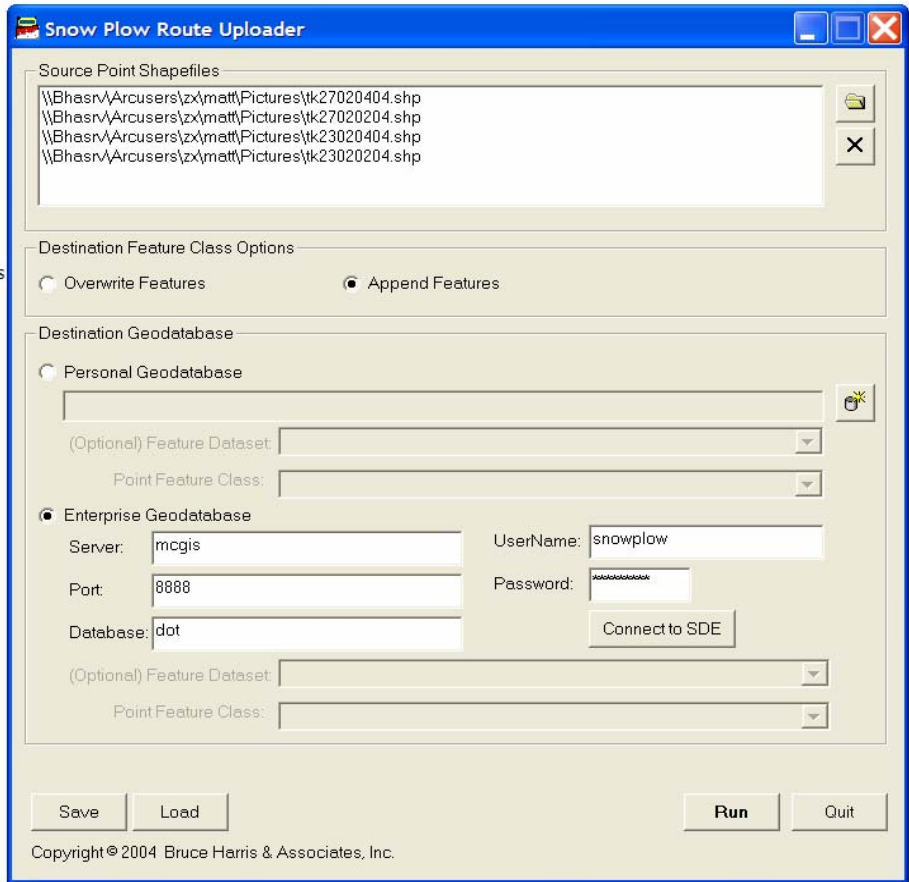 Snow Plow Route Uploader
Source Point Shapefiles
\\Bhasrv\Arcusers\zx\matt\Pictures\tk27020404.shp
\\Bhasrv\Arcusers\zx\matt\Pictures\tk27020204.shp
\\Bhasrv\Arcusers\zx\matt\Pictures\tk23020404.shp
\\Bhasrv\Arcusers\zx\matt\Pictures\tk23020204.shp
Destination Feature Class Options
s
Overwrite Features Append Features
Destination Geodatabase
Personal Geodatabase
(Optional) Feature Dataset:
Point Feature Class:
Enterprise Geodatabase
Server: mcgis UserName: snowplow
Port: 8888 Password: **********
Database: dot Connect to SDE
(Optional) Feature Dataset:
Point Feature Class:
Save Load Run Quit
Copyright © 2004 Bruce Harris & Associates, Inc.